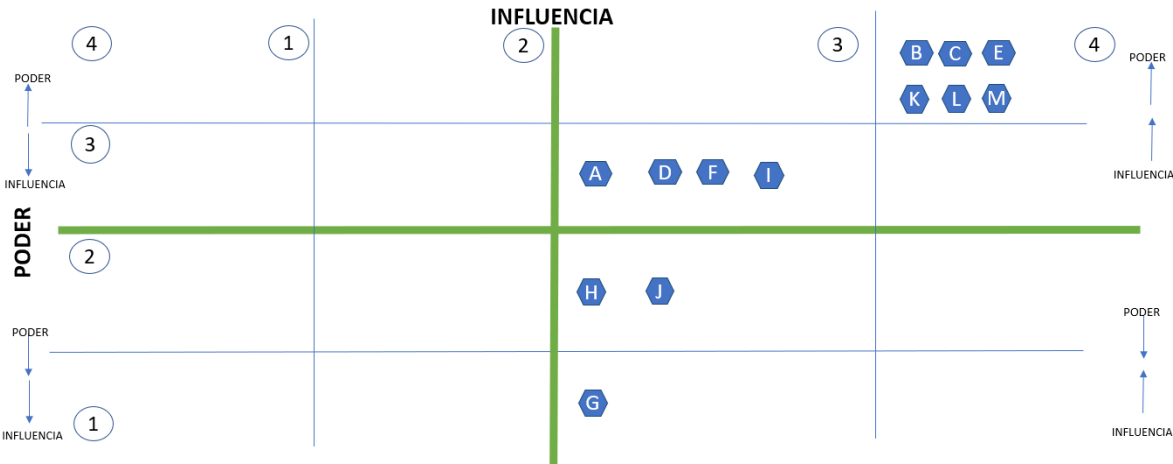 INFLUENCIA
4
1
2
3
4
B C E
PODER
PODER
K L M
3
A D F I
INFLUENCIA
INFLUENCIA
PODER
2
H J
PODER
PODER
G
1
INFLUENCIA
INFLUENCIA